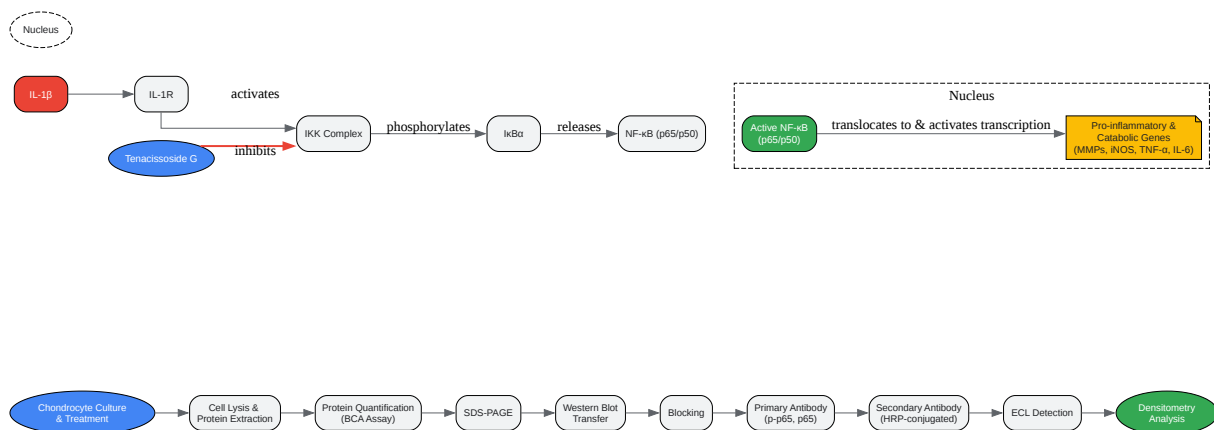 Nucleus
IL-1β
IL-1R
activates
Tenacissoside G
inhibits
IKK Complex
phosphorylates
IκBα
releases
NF-κB (p65/p50)
Nucleus
Active NF-κB
(p65/p50)
translocates to & activates transcription
Pro-inflammatory &
Catabolic Genes
(MMPs, iNOS, TNF-α, IL-6)
Chondrocyte Culture
& Treatment
Cell Lysis &
Protein Extraction
Protein Quantification
(BCA Assay)
SDS-PAGE
Western Blot
Transfer
Blocking
Primary Antibody
(p-p65, p65)
Secondary Antibody
(HRP-conjugated)
ECL Detection
Densitometry
Analysis